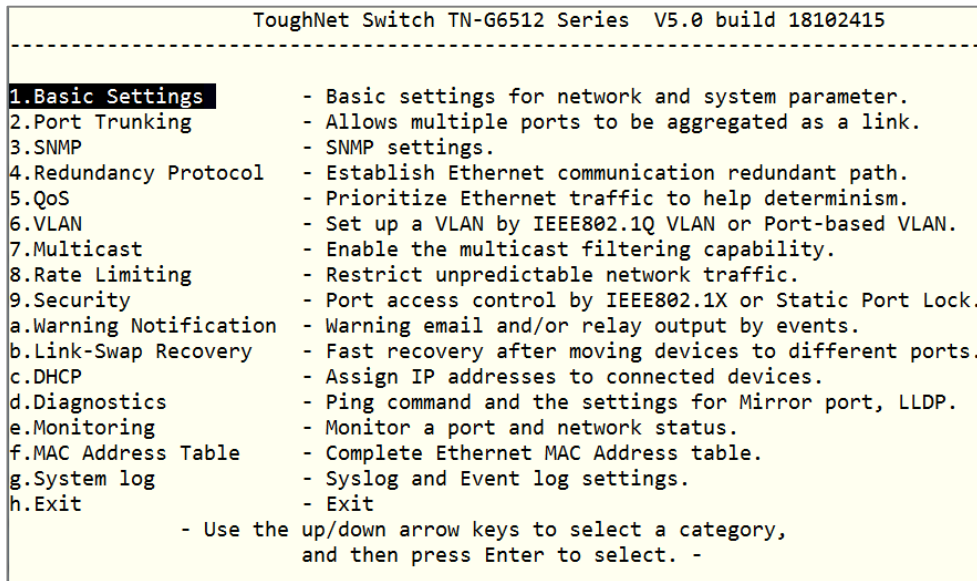 ToughNet Switch TN-G6512 Series  V5.0 build 18102415
--------------------------------------------------------------------------------
1.Basic Settings       - Basic settings for network and system parameter.
2.Port Trunking        - Allows multiple ports to be aggregated as a link.
3.SNMP                 - SNMP settings.
4.Redundancy Protocol  - Establish Ethernet communication redundant path.
5.QoS                  - Prioritize Ethernet traffic to help determinism.
6.VLAN                 - Set up a VLAN by IEEE802.1Q VLAN or Port-based VLAN.
7.Multicast            - Enable the multicast filtering capability.
8.Rate Limiting        - Restrict unpredictable network traffic.
9.Security             - Port access control by IEEE802.1X or Static Port Lock.
a.Warning Notification - Warning email and/or relay output by events.
b.Link-Swap Recovery   - Fast recovery after moving devices to different ports.
c.DHCP                 - Assign IP addresses to connected devices.
d.Diagnostics          - Ping command and the settings for Mirror port, LLDP.
e.Monitoring           - Monitor a port and network status.
f.MAC Address Table    - Complete Ethernet MAC Address table.
g.System log           - Syslog and Event log settings.
h.Exit                 - Exit
- Use the up/down arrow keys to select a category,
and then press Enter to select. -